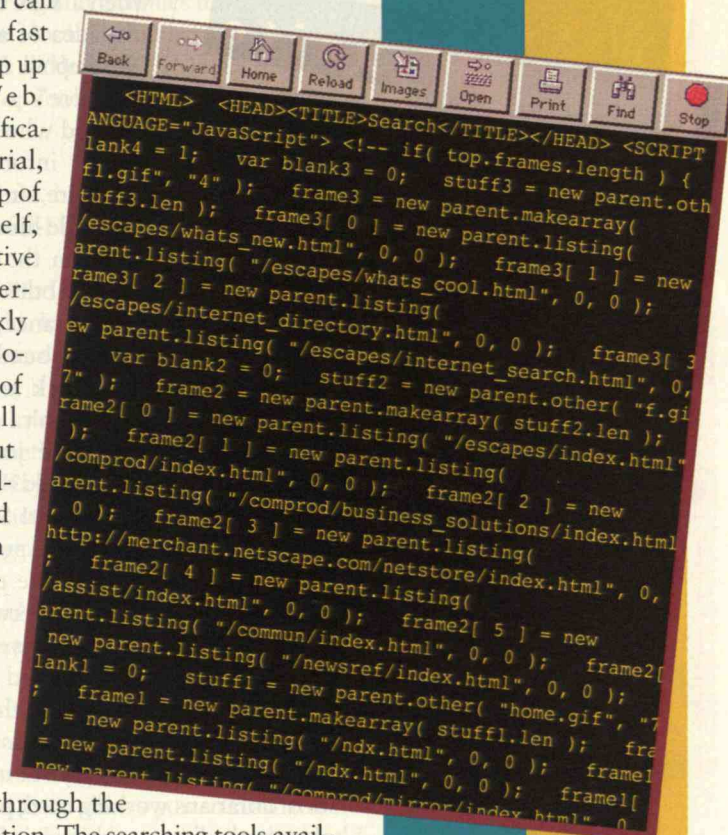 n can
fast
p up
Web.
fica-
rial,
p of
elf,
tive
er-
kly
o-
of
ll
ut
l-
d
n
Back Forward Home Reload Images Open Print Find Stop
<HTML> <HEAD><TITLE>Search</TITLE></HEAD> <SCRIPT
ANGUAGE="JavaScript"> <!-- if( top.frames.length ) {
lank4 = 1; var blank3 = 0; stuff3 = new parent.oth
f1.gif", "4" ); frame3 = new parent.makearray(
tuff3.len ); frame3[ 0 ] = new parent.listing(
/escapes/whats_new.html", 0, 0 ); frame3[ 1 ] = new
arent.listing( "/escapes/whats_cool.html", 0, 0 );
rame3[ 2 ] = new parent.listing(
/escapes/internet_directory.html", 0, 0 ); frame3[ 3
ew parent.listing( "/escapes/internet_search.html", 0,
; var blank2 = 0; stuff2 = new parent.other( "f.gi
7" ); frame2 = new parent.makearray( stuff2.len );
rame2[ 0 ] = new parent.listing( "/escapes/index.html"
); frame2[ 1 ] = new parent.listing(
/comprod/index.html", 0, 0 ); frame2[ 2 ] = new
arent.listing( "/comprod/business_solutions/index.html
, 0 ); frame2[ 3 ] = new parent.listing(
http://merchant.netscape.com/netstore/index.html", 0,
; frame2[ 4 ] = new parent.listing(
/assist/index.html", 0, 0 ); frame2[ 5 ] = new
arent.listing( "/commun/index.html", 0, 0 ); frame2[
new parent.listing( "/newsref/index.html", 0, 0 );
lank1 = 0; stuff1 = new parent.other( "home.gif", "7
; frame1 = new parent.makearray( stuff1.len ); fra
] = new parent.listing( "/ndx.html", 0, 0 ); frame1
= new parent.listing( "/ndx.html", 0, 0 ); frame1[
new parent.listing( "/comprod/mirror/index.html", 0
through the
tion. The searching tools avail